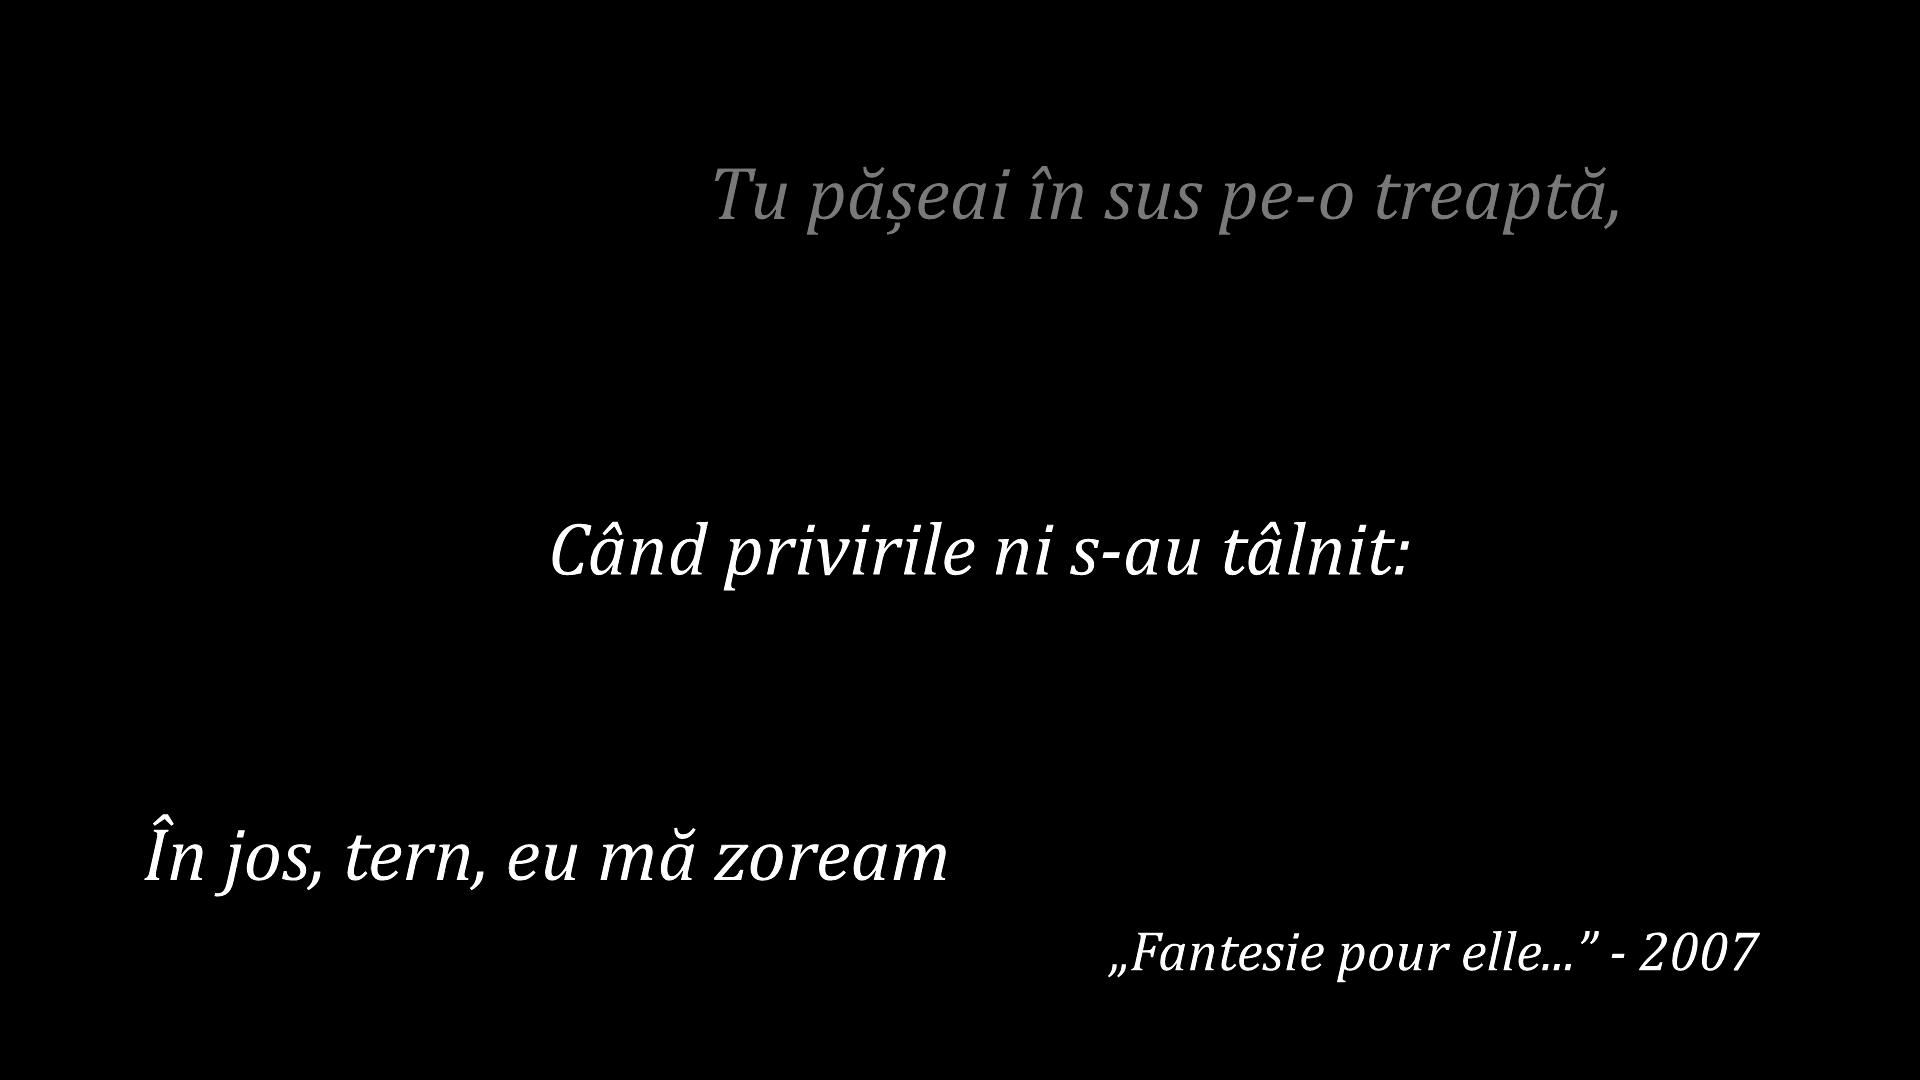 Tu pășeai în sus pe-o treaptă,
Când privirile ni s-au tâlnit:
În jos, tern, eu mă zoream
„Fantesie pour elle...” - 2007